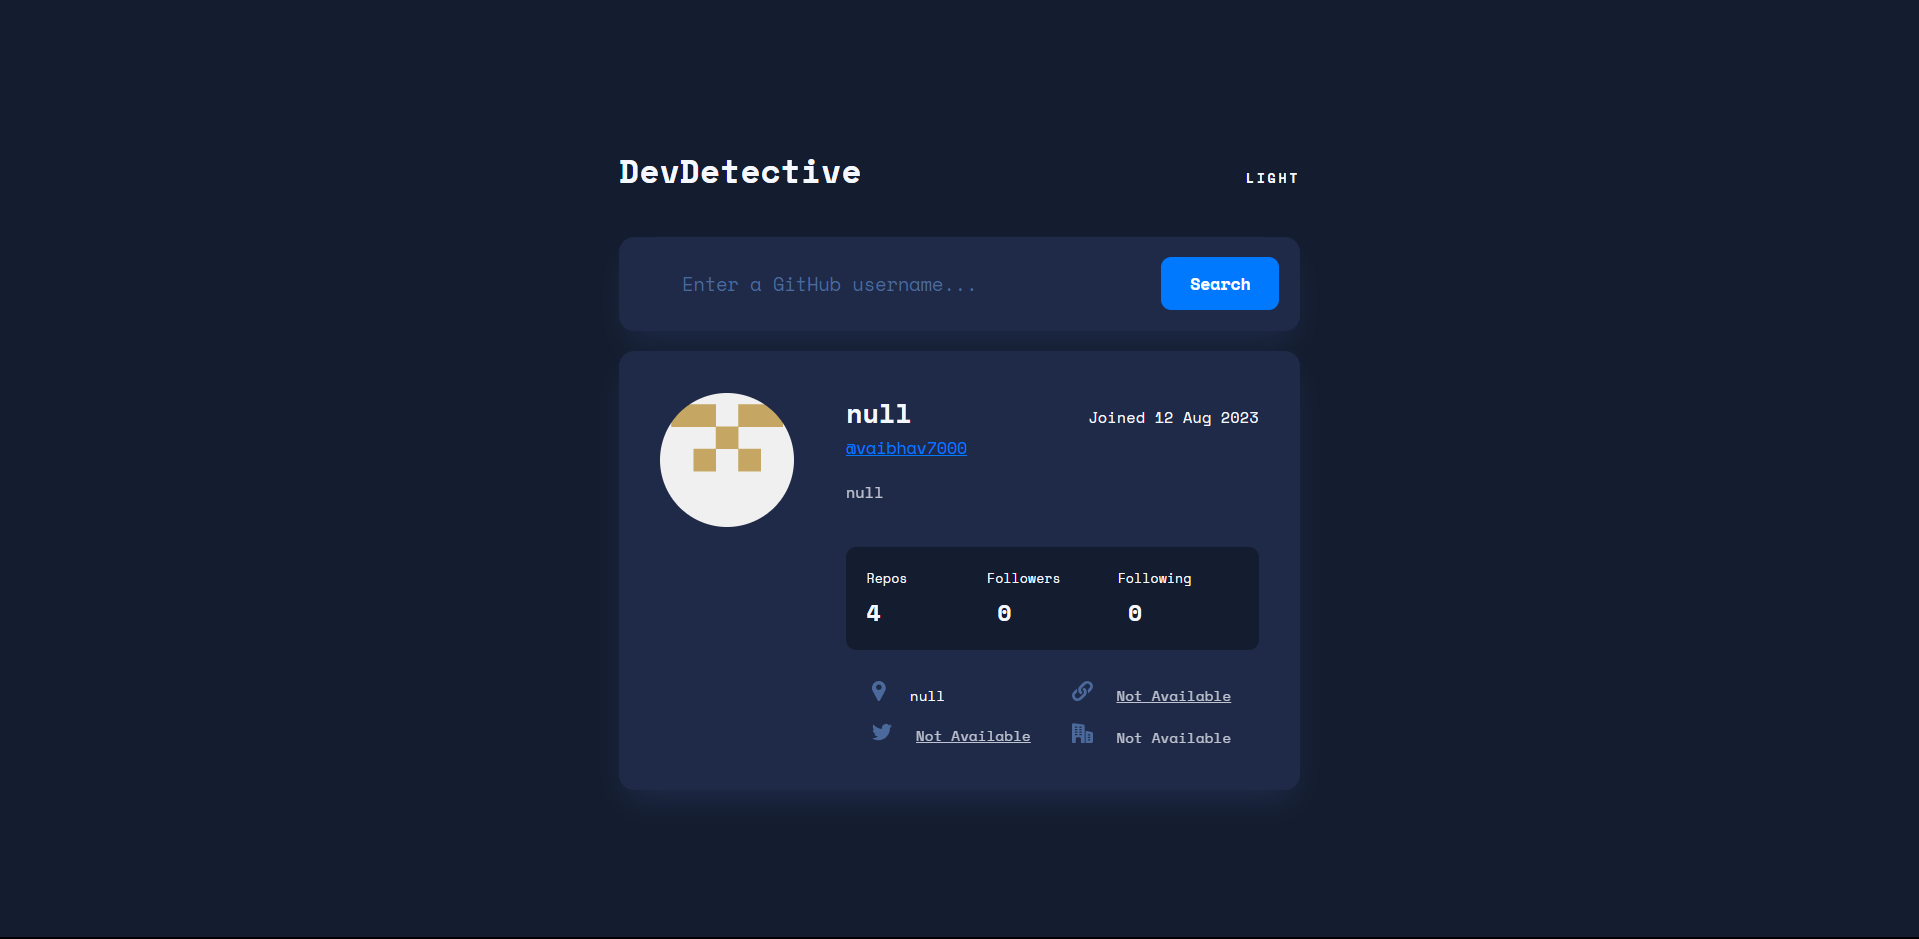 DevDetective
LIGHT
Enter a GitHub username...
Search
null
Joined 12 Aug 2023
@vaibhav7000
null
Repos Followers Following
4 0 0
null
Not Available
Not Available
Not Available